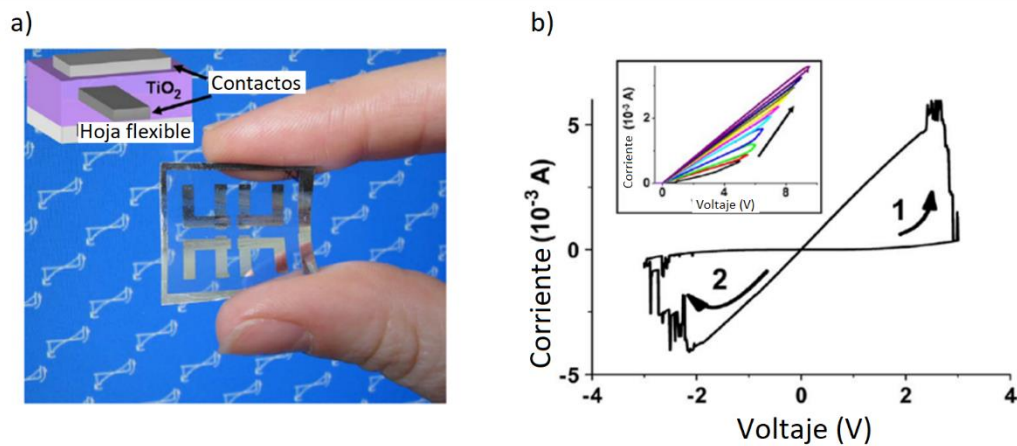 a)
Contactos
TiO₂
Hoja flexible
b)
Corriente (10⁻³ A)
5
0
-5
-4
-2
0
2
4
Voltaje (V)
1
2
Corriente (10⁻³ A)
2
0
0
4
8
Voltaje (V)